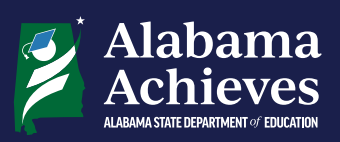 Alabama
Achieves
ALABAMA STATE DEPARTMENT of EDUCATION